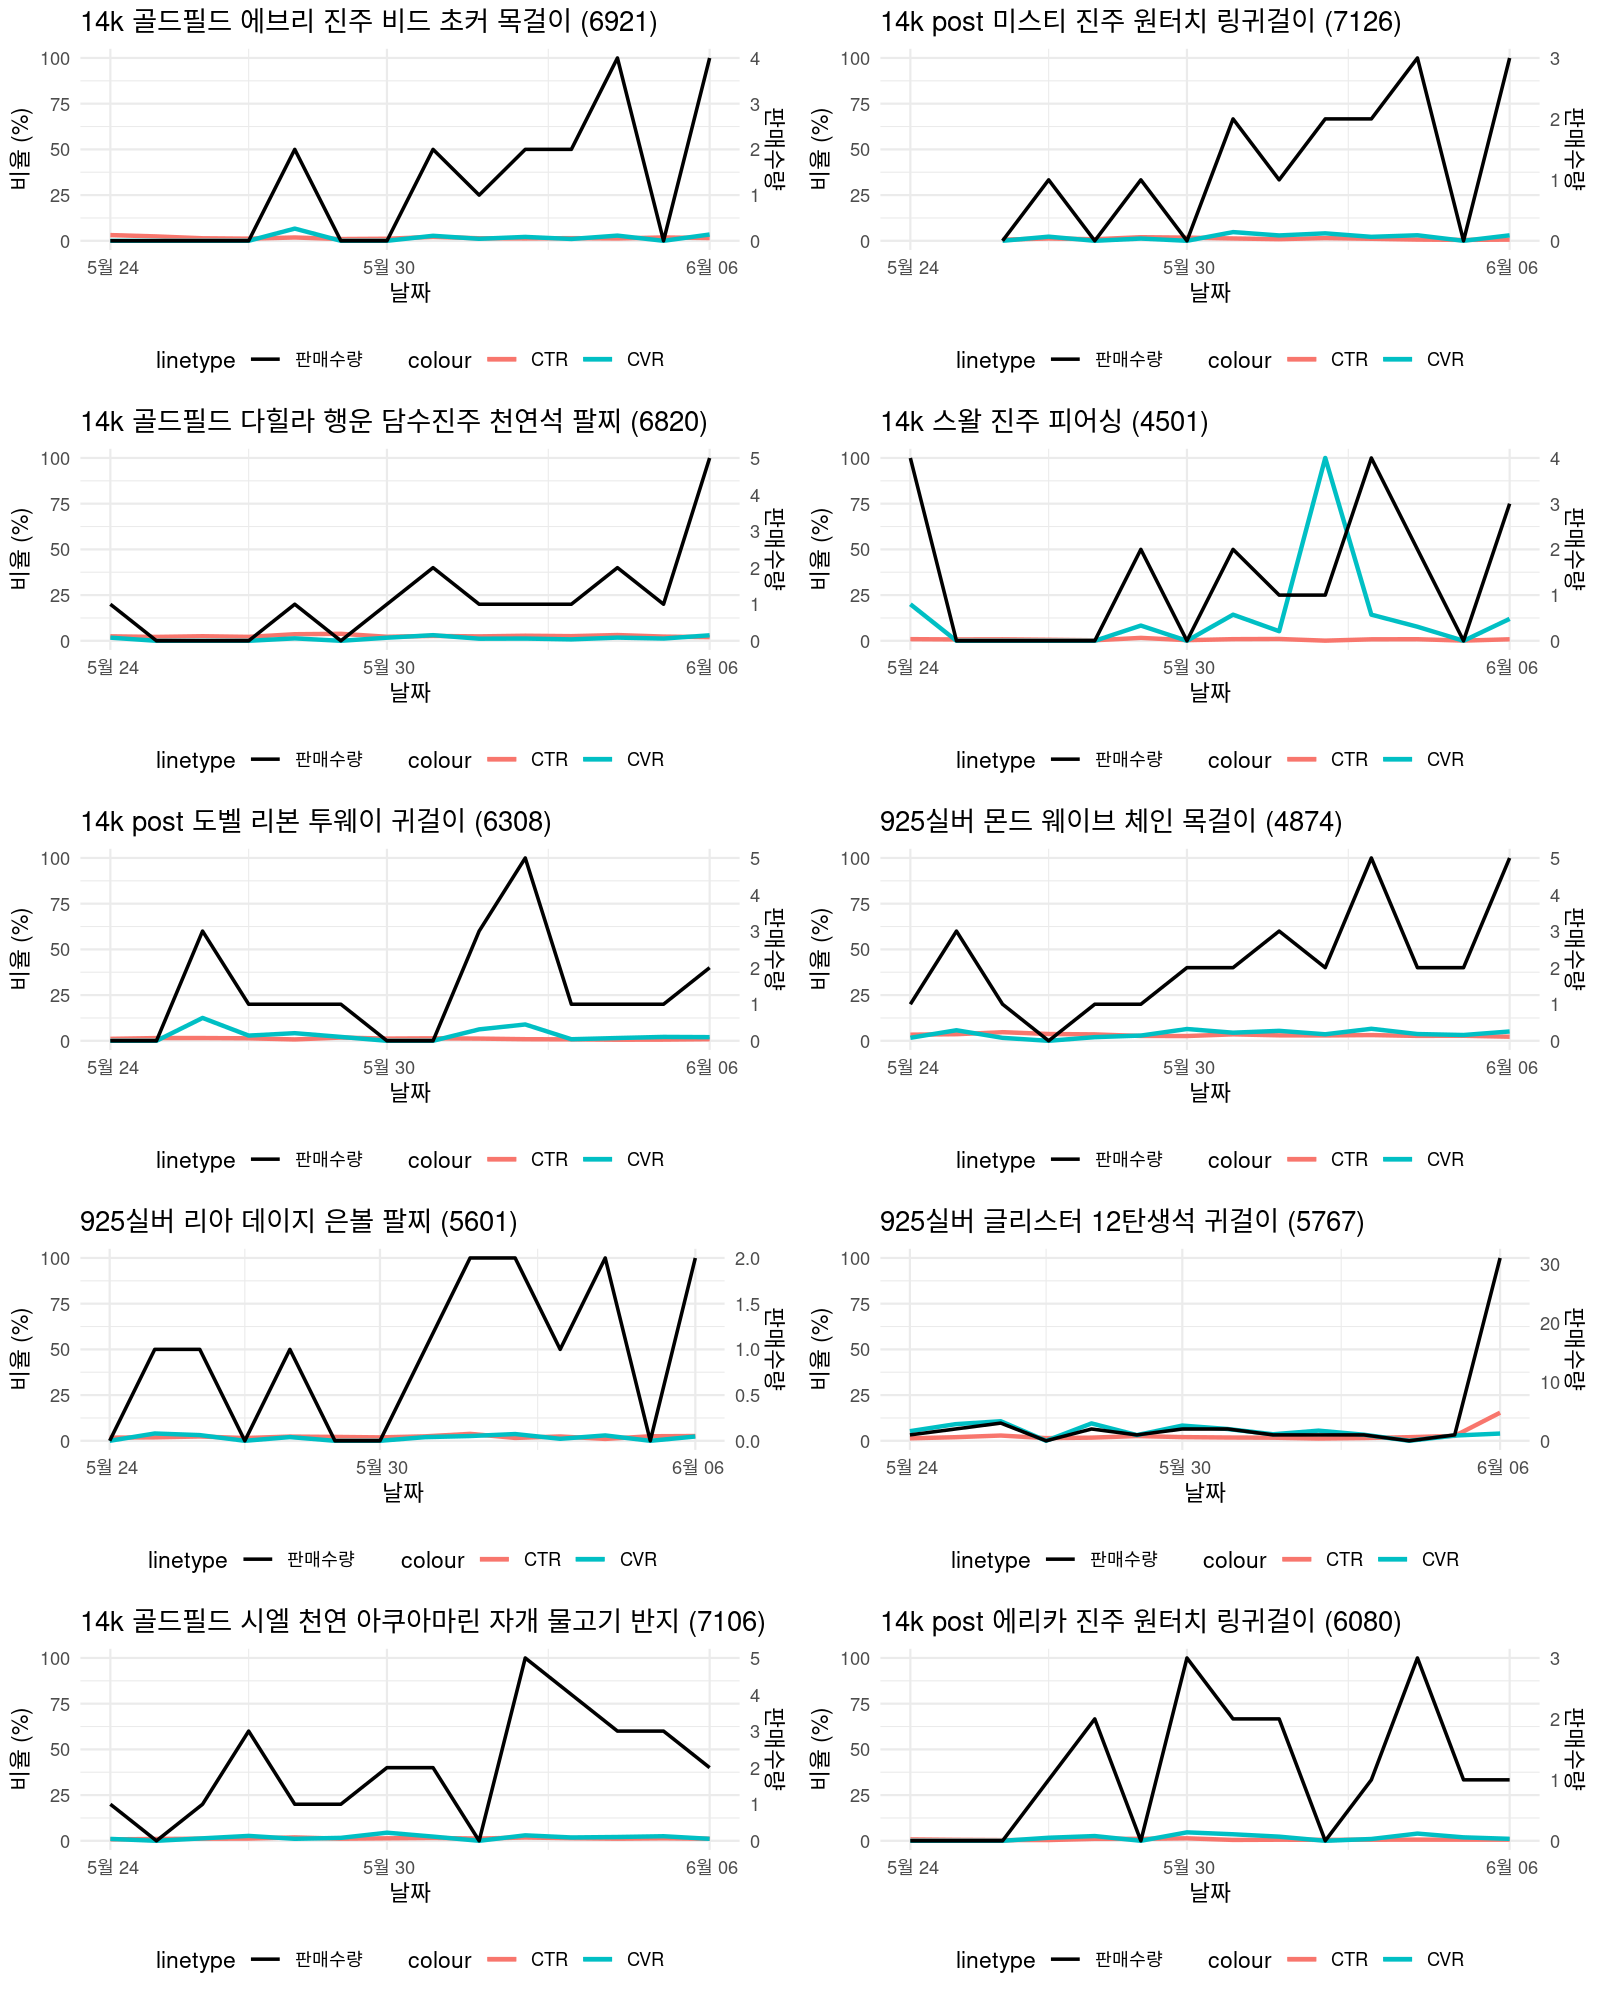 14k 골드필드 에브리 진주 비드 초커 목걸이 (6921)
100
75
50
25
0
비율 (%)
4
3
2
1
0
판매수량
5월 24
5월 30
6월 06
날짜
linetype 판매수량 colour CTR CVR
14k post 미스티 진주 원터치 링귀걸이 (7126)
100
75
50
25
0
비율 (%)
3
2
1
0
판매수량
5월 24
5월 30
6월 06
날짜
linetype 판매수량 colour CTR CVR
14k 골드필드 다힐라 행운 담수진주 천연석 팔찌 (6820)
100
75
50
25
0
비율 (%)
5
4
3
2
1
0
판매수량
5월 24
5월 30
6월 06
날짜
linetype 판매수량 colour CTR CVR
14k 스왈 진주 피어싱 (4501)
100
75
50
25
0
비율 (%)
4
3
2
1
0
판매수량
5월 24
5월 30
6월 06
날짜
linetype 판매수량 colour CTR CVR
14k post 도벨 리본 투웨이 귀걸이 (6308)
100
75
50
25
0
비율 (%)
5
4
3
2
1
0
판매수량
5월 24
5월 30
6월 06
날짜
linetype 판매수량 colour CTR CVR
925실버 몬드 웨이브 체인 목걸이 (4874)
100
75
50
25
0
비율 (%)
5
4
3
2
1
0
판매수량
5월 24
5월 30
6월 06
날짜
linetype 판매수량 colour CTR CVR
925실버 리아 데이지 은볼 팔찌 (5601)
100
75
50
25
0
비율 (%)
2.0
1.5
1.0
0.5
0.0
판매수량
5월 24
5월 30
6월 06
날짜
linetype 판매수량 colour CTR CVR
925실버 글리스터 12탄생석 귀걸이 (5767)
100
75
50
25
0
비율 (%)
30
20
10
0
판매수량
5월 24
5월 30
6월 06
날짜
linetype 판매수량 colour CTR CVR
14k 골드필드 시엘 천연 아쿠아마린 자개 물고기 반지 (7106)
100
75
50
25
0
비율 (%)
5
4
3
2
1
0
판매수량
5월 24
5월 30
6월 06
날짜
linetype 판매수량 colour CTR CVR
14k post 에리카 진주 원터치 링귀걸이 (6080)
100
75
50
25
0
비율 (%)
3
2
1
0
판매수량
5월 24
5월 30
6월 06
날짜
linetype 판매수량 colour CTR CVR